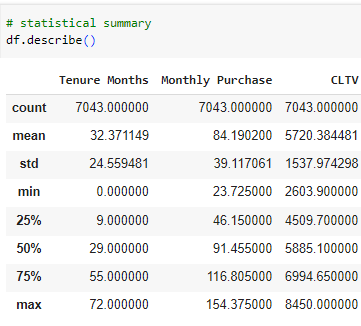 # statistical summary
df.describe()
Tenure Months Monthly Purchase CLTV
count 7043.000000 7043.000000 7043.000000
mean 32.371149 84.190200 5720.384481
std 24.559481 39.117061 1537.974298
min 0.000000 23.725000 2603.900000
25% 9.000000 46.150000 4509.700000
50% 29.000000 91.455000 5885.100000
75% 55.000000 116.805000 6994.650000
max 72.000000 154.375000 8450.000000